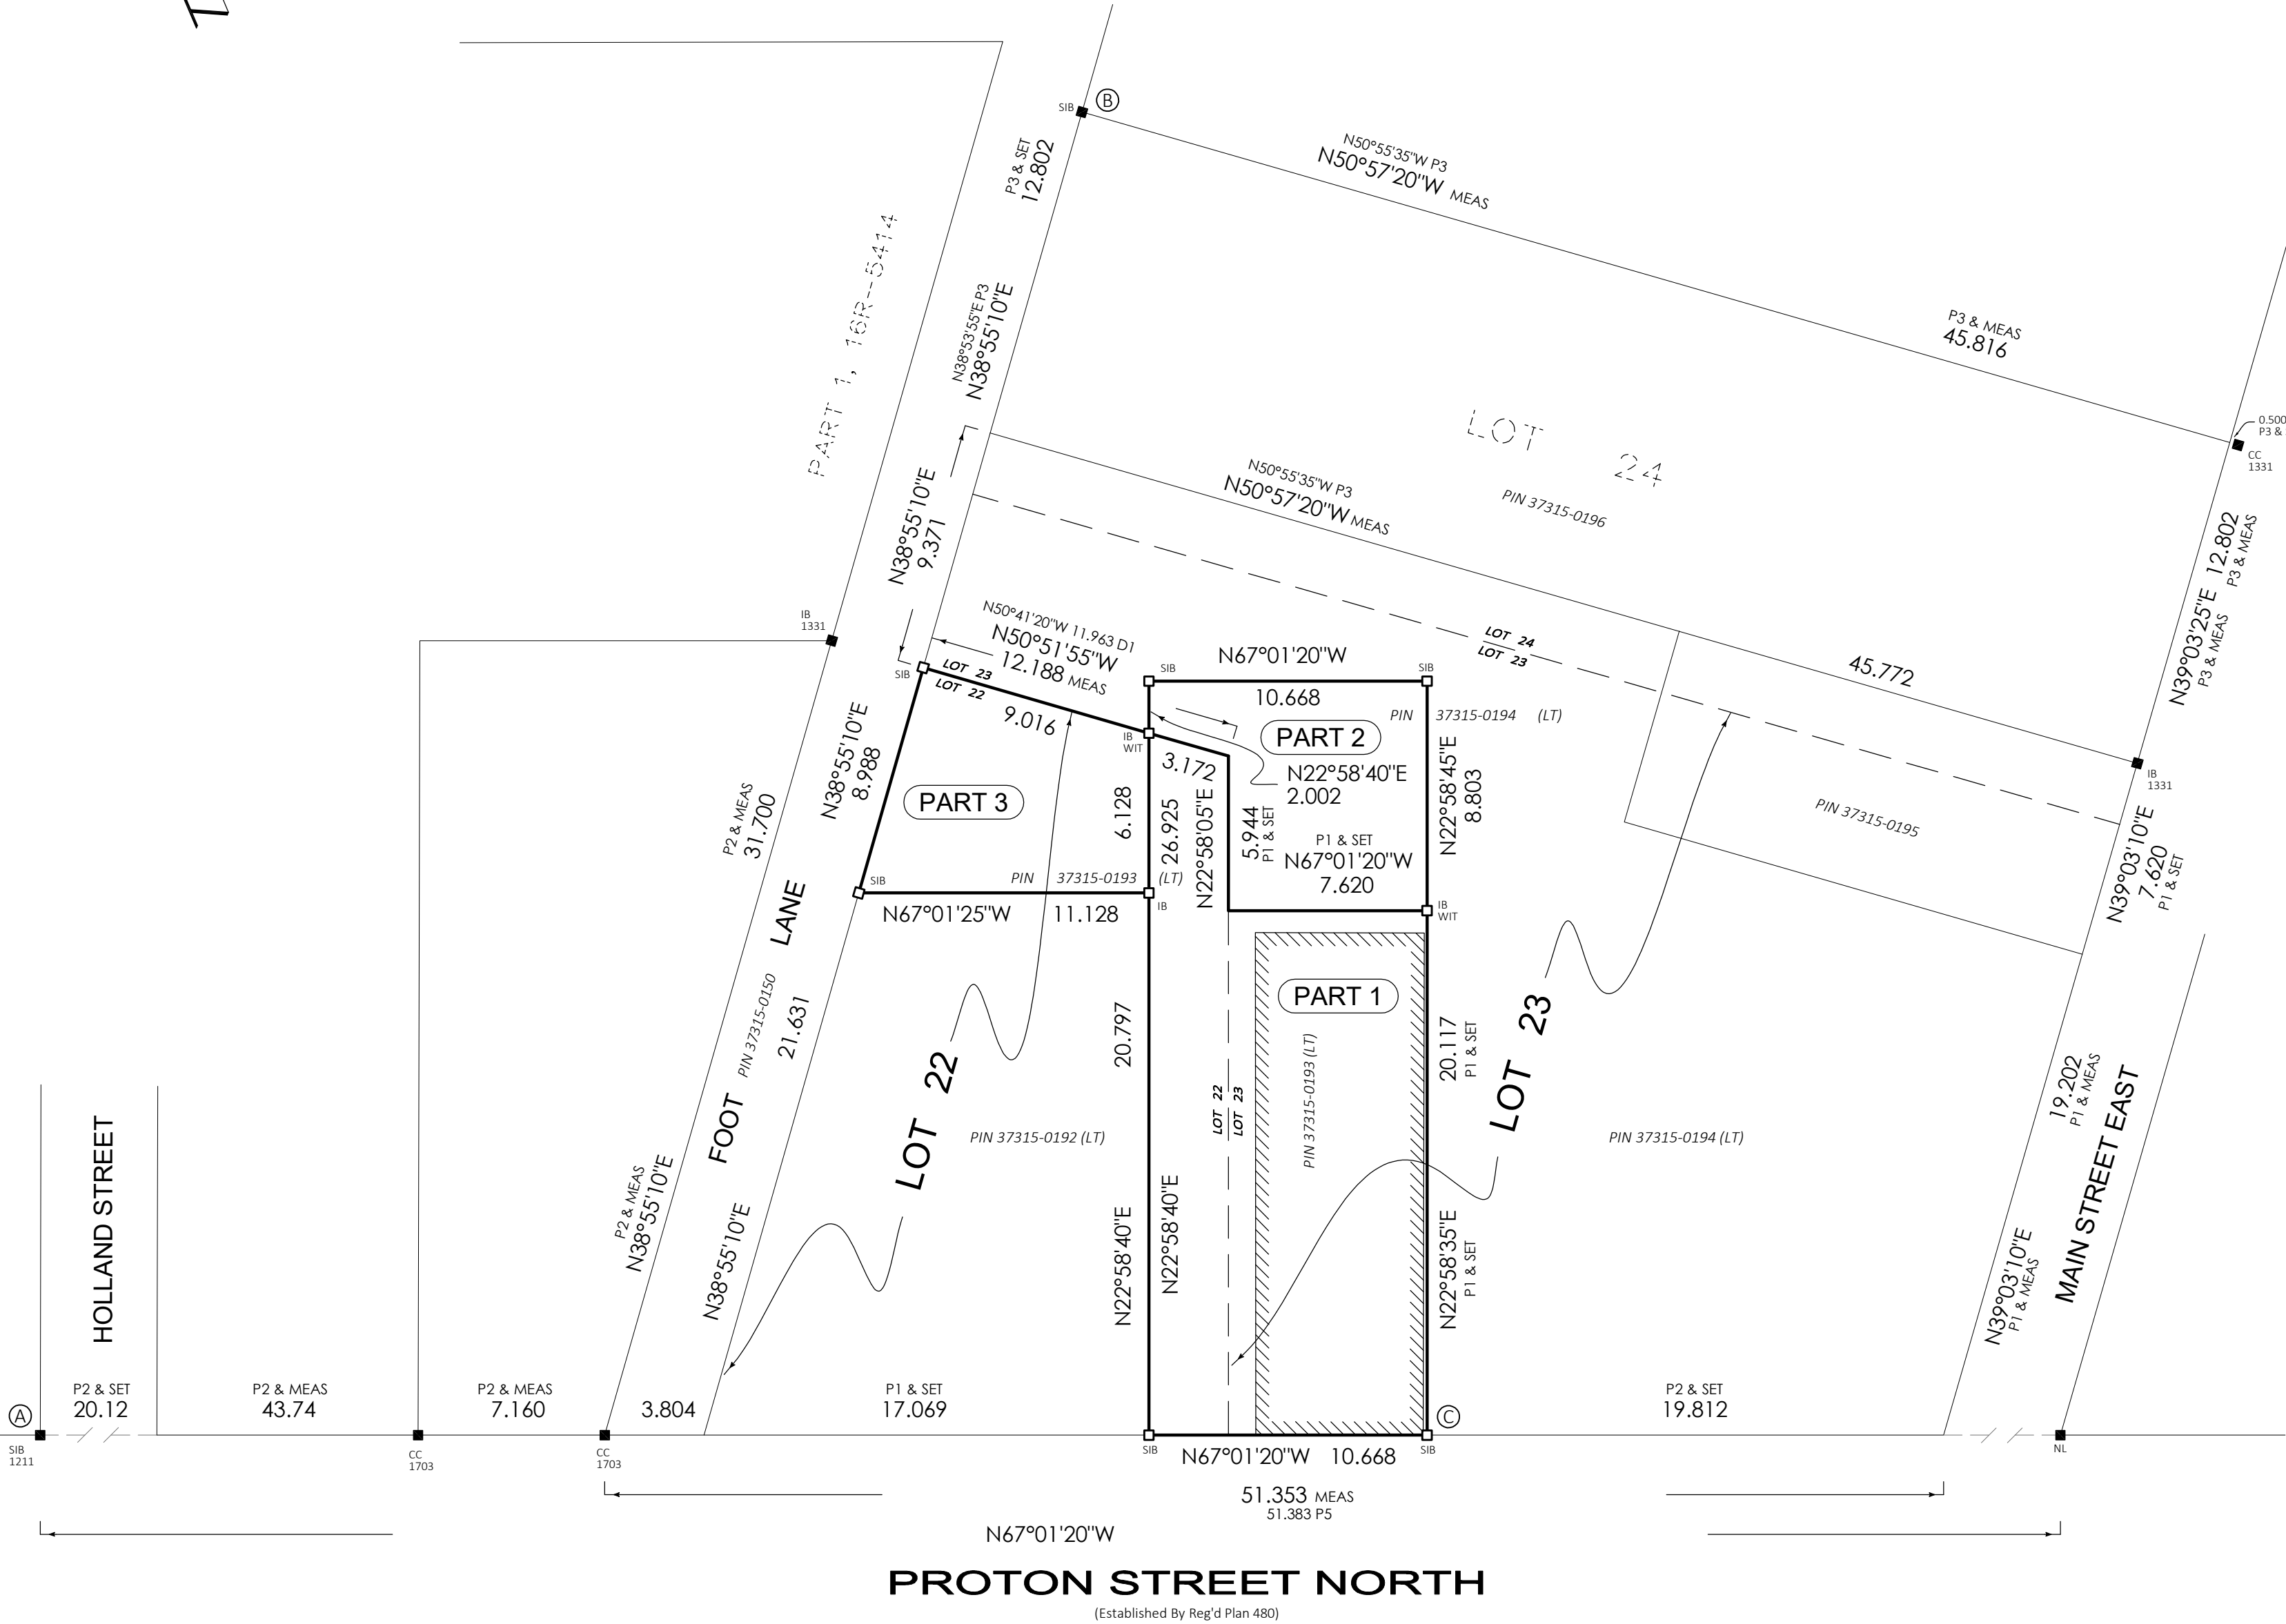 SIB
B
P3 & SET
12.802
N50°55'35"W P3
N50°57'20"W MEAS
PART 1, 16R-5414
N38°53'55"E P3
N38°55'10"E
P3 & MEAS
45.816
LOT 24
PIN 37315-0196
0.500
P3 &
CC
1331
N50°55'35"W P3
N50°57'20"W MEAS
N38°55'10"E
9.371
N39°03'25"E 12.802
P3 & MEAS P3 & MEAS
IB
1331
N50°41'20"W 11.963 D1
N50°51'55"W
12.188 MEAS
LOT 24
LOT 23
N67°01'20"W
SIB
SIB
SIB
LOT 23
LOT 22
45.772
10.668
9.016
PIN 37315-0194 (LT)
PART 2
IB
WIT
3.172
N22°58'40"E
2.002
N22°58'45"E
8.803
IB
1331
PIN 37315-0195
N38°55'10"E
8.988
PART 3
P2 & MEAS
31.700
6.128
26.925
N22°58'05"E
5.944
P1 & SET
P1 & SET
N67°01'20"W
7.620
N39°03'10"E
7.620
P1 & SET
SIB
PIN 37315-0193 (LT)
N67°01'25"W 11.128
IB
IB
WIT
FOOT LANE
PIN 37315-0150
21.631
PART 1
LOT 22
20.797
LOT 22
LOT 23
PIN 37315-0193 (LT)
20.117
P1 & SET
LOT 23
19.202
P1 & MEAS
PIN 37315-0192 (LT)
PIN 37315-0194 (LT)
HOLLAND STREET
P2 & MEAS
N38°55'10"E
N38°55'10"E
N22°58'40"E
N22°58'40"E
N22°58'35"E
P1 & SET
N39°03'10"E
P1 & MEAS
MAIN STREET EAST
A
P2 & SET
20.12
P2 & MEAS
43.74
P2 & MEAS
7.160
3.804
P1 & SET
17.069
C
P2 & SET
19.812
SIB
1211
CC
1703
CC
1703
SIB
N67°01'20"W 10.668
SIB
NL
51.353 MEAS
51.383 P5
N67°01'20"W
PROTON STREET NORTH
(Established By Reg'd Plan 480)